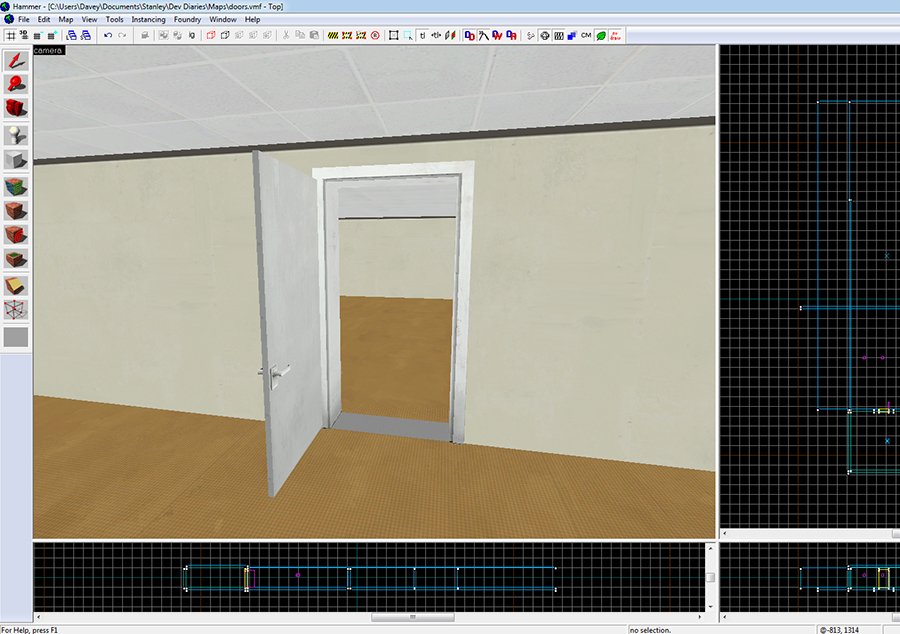 Hammer - [C:\Users\Davey\Documents\Stanley\Dev Diaries\Maps\doors.vmf - Top]
File Edit Map View Tools Instancing Foundry Window Help
camera
For Help, press F1
no selection.
@-813, 1314